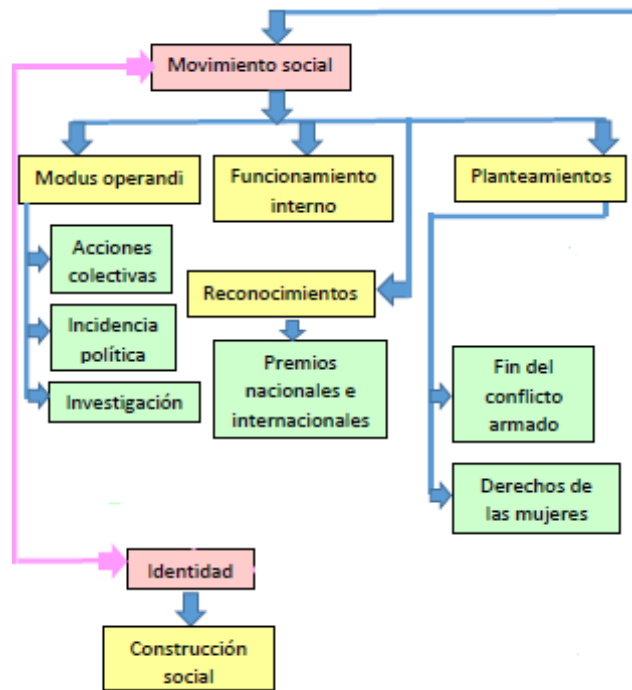 Movimiento social
Modus operandi
Funcionamiento
interno
Planteamientos
Acciones
colectivas
Incidencia
política
Investigación
Reconocimientos
Premios
nacionales e
internacionales
Fin del
conflicto
armado
Derechos de
las mujeres
Identidad
Construcción
social